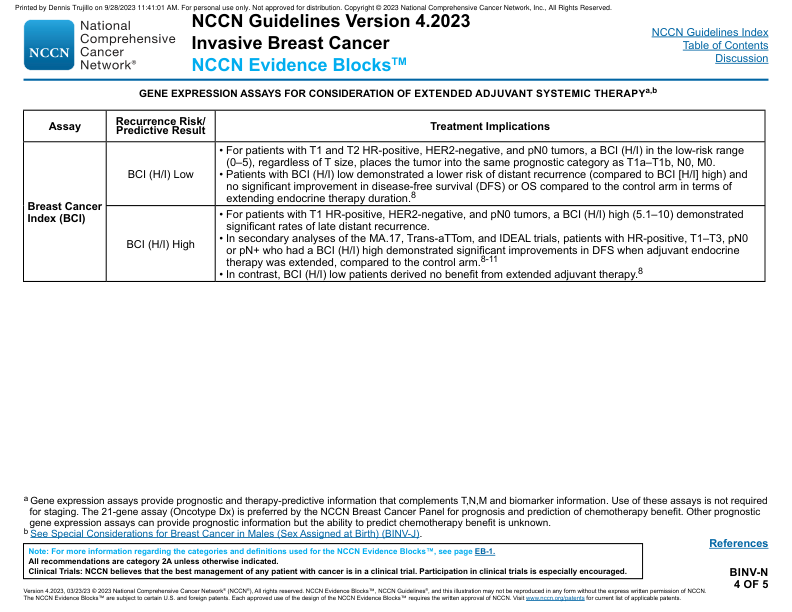 Printed by Dennis Trujillo on 9/28/2023 11:41:01 AM. For personal use only. Not approved for distribution. Copyright © 2023 National Comprehensive Cancer Network, Inc., All Rights Reserved.
NCCN
National
Comprehensive
Cancer
Network®
NCCN Guidelines Version 4.2023
Invasive Breast Cancer
NCCN Evidence Blocks™
NCCN Guidelines Index
Table of Contents
Discussion
GENE EXPRESSION ASSAYS FOR CONSIDERATION OF EXTENDED ADJUVANT SYSTEMIC THERAPYa,b
Assay
Recurrence Risk/
Predictive Result
Treatment Implications
Breast Cancer
Index (BCI)
BCI (H/I) Low
• For patients with T1 and T2 HR-positive, HER2-negative, and pN0 tumors, a BCI (H/I) in the low-risk range
(0–5), regardless of T size, places the tumor into the same prognostic category as T1a–T1b, N0, M0.
• Patients with BCI (H/I) low demonstrated a lower risk of distant recurrence (compared to BCI [H/I] high) and
no significant improvement in disease-free survival (DFS) or OS compared to the control arm in terms of
extending endocrine therapy duration.8
BCI (H/I) High
• For patients with T1 HR-positive, HER2-negative, and pN0 tumors, a BCI (H/I) high (5.1–10) demonstrated
significant rates of late distant recurrence.
• In secondary analyses of the MA.17, Trans-aTTom, and IDEAL trials, patients with HR-positive, T1–T3, pN0
or pN+ who had a BCI (H/I) high demonstrated significant improvements in DFS when adjuvant endocrine
therapy was extended, compared to the control arm.8-11
• In contrast, BCI (H/I) low patients derived no benefit from extended adjuvant therapy.8
a Gene expression assays provide prognostic and therapy-predictive information that complements T,N,M and biomarker information. Use of these assays is not required
for staging. The 21-gene assay (Oncotype Dx) is preferred by the NCCN Breast Cancer Panel for prognosis and prediction of chemotherapy benefit. Other prognostic
gene expression assays can provide prognostic information but the ability to predict chemotherapy benefit is unknown.
b See Special Considerations for Breast Cancer in Males (Sex Assigned at Birth) (BINV-J).
Note: For more information regarding the categories and definitions used for the NCCN Evidence Blocks™, see page EB-1.
All recommendations are category 2A unless otherwise indicated.
Clinical Trials: NCCN believes that the best management of any patient with cancer is in a clinical trial. Participation in clinical trials is especially encouraged.
References
BINV-N
4 OF 5
Version 4.2023, 03/23/23 © 2023 National Comprehensive Cancer Network® (NCCN®), All rights reserved. NCCN Evidence Blocks™, NCCN Guidelines®, and this illustration may not be reproduced in any form without the express written permission of NCCN.
The NCCN Evidence Blocks™ are subject to certain U.S. and foreign patents. Each approved use of the design of the NCCN Evidence Blocks™ requires the written approval of NCCN. Visit www.nccn.org/patents for current list of applicable patents.